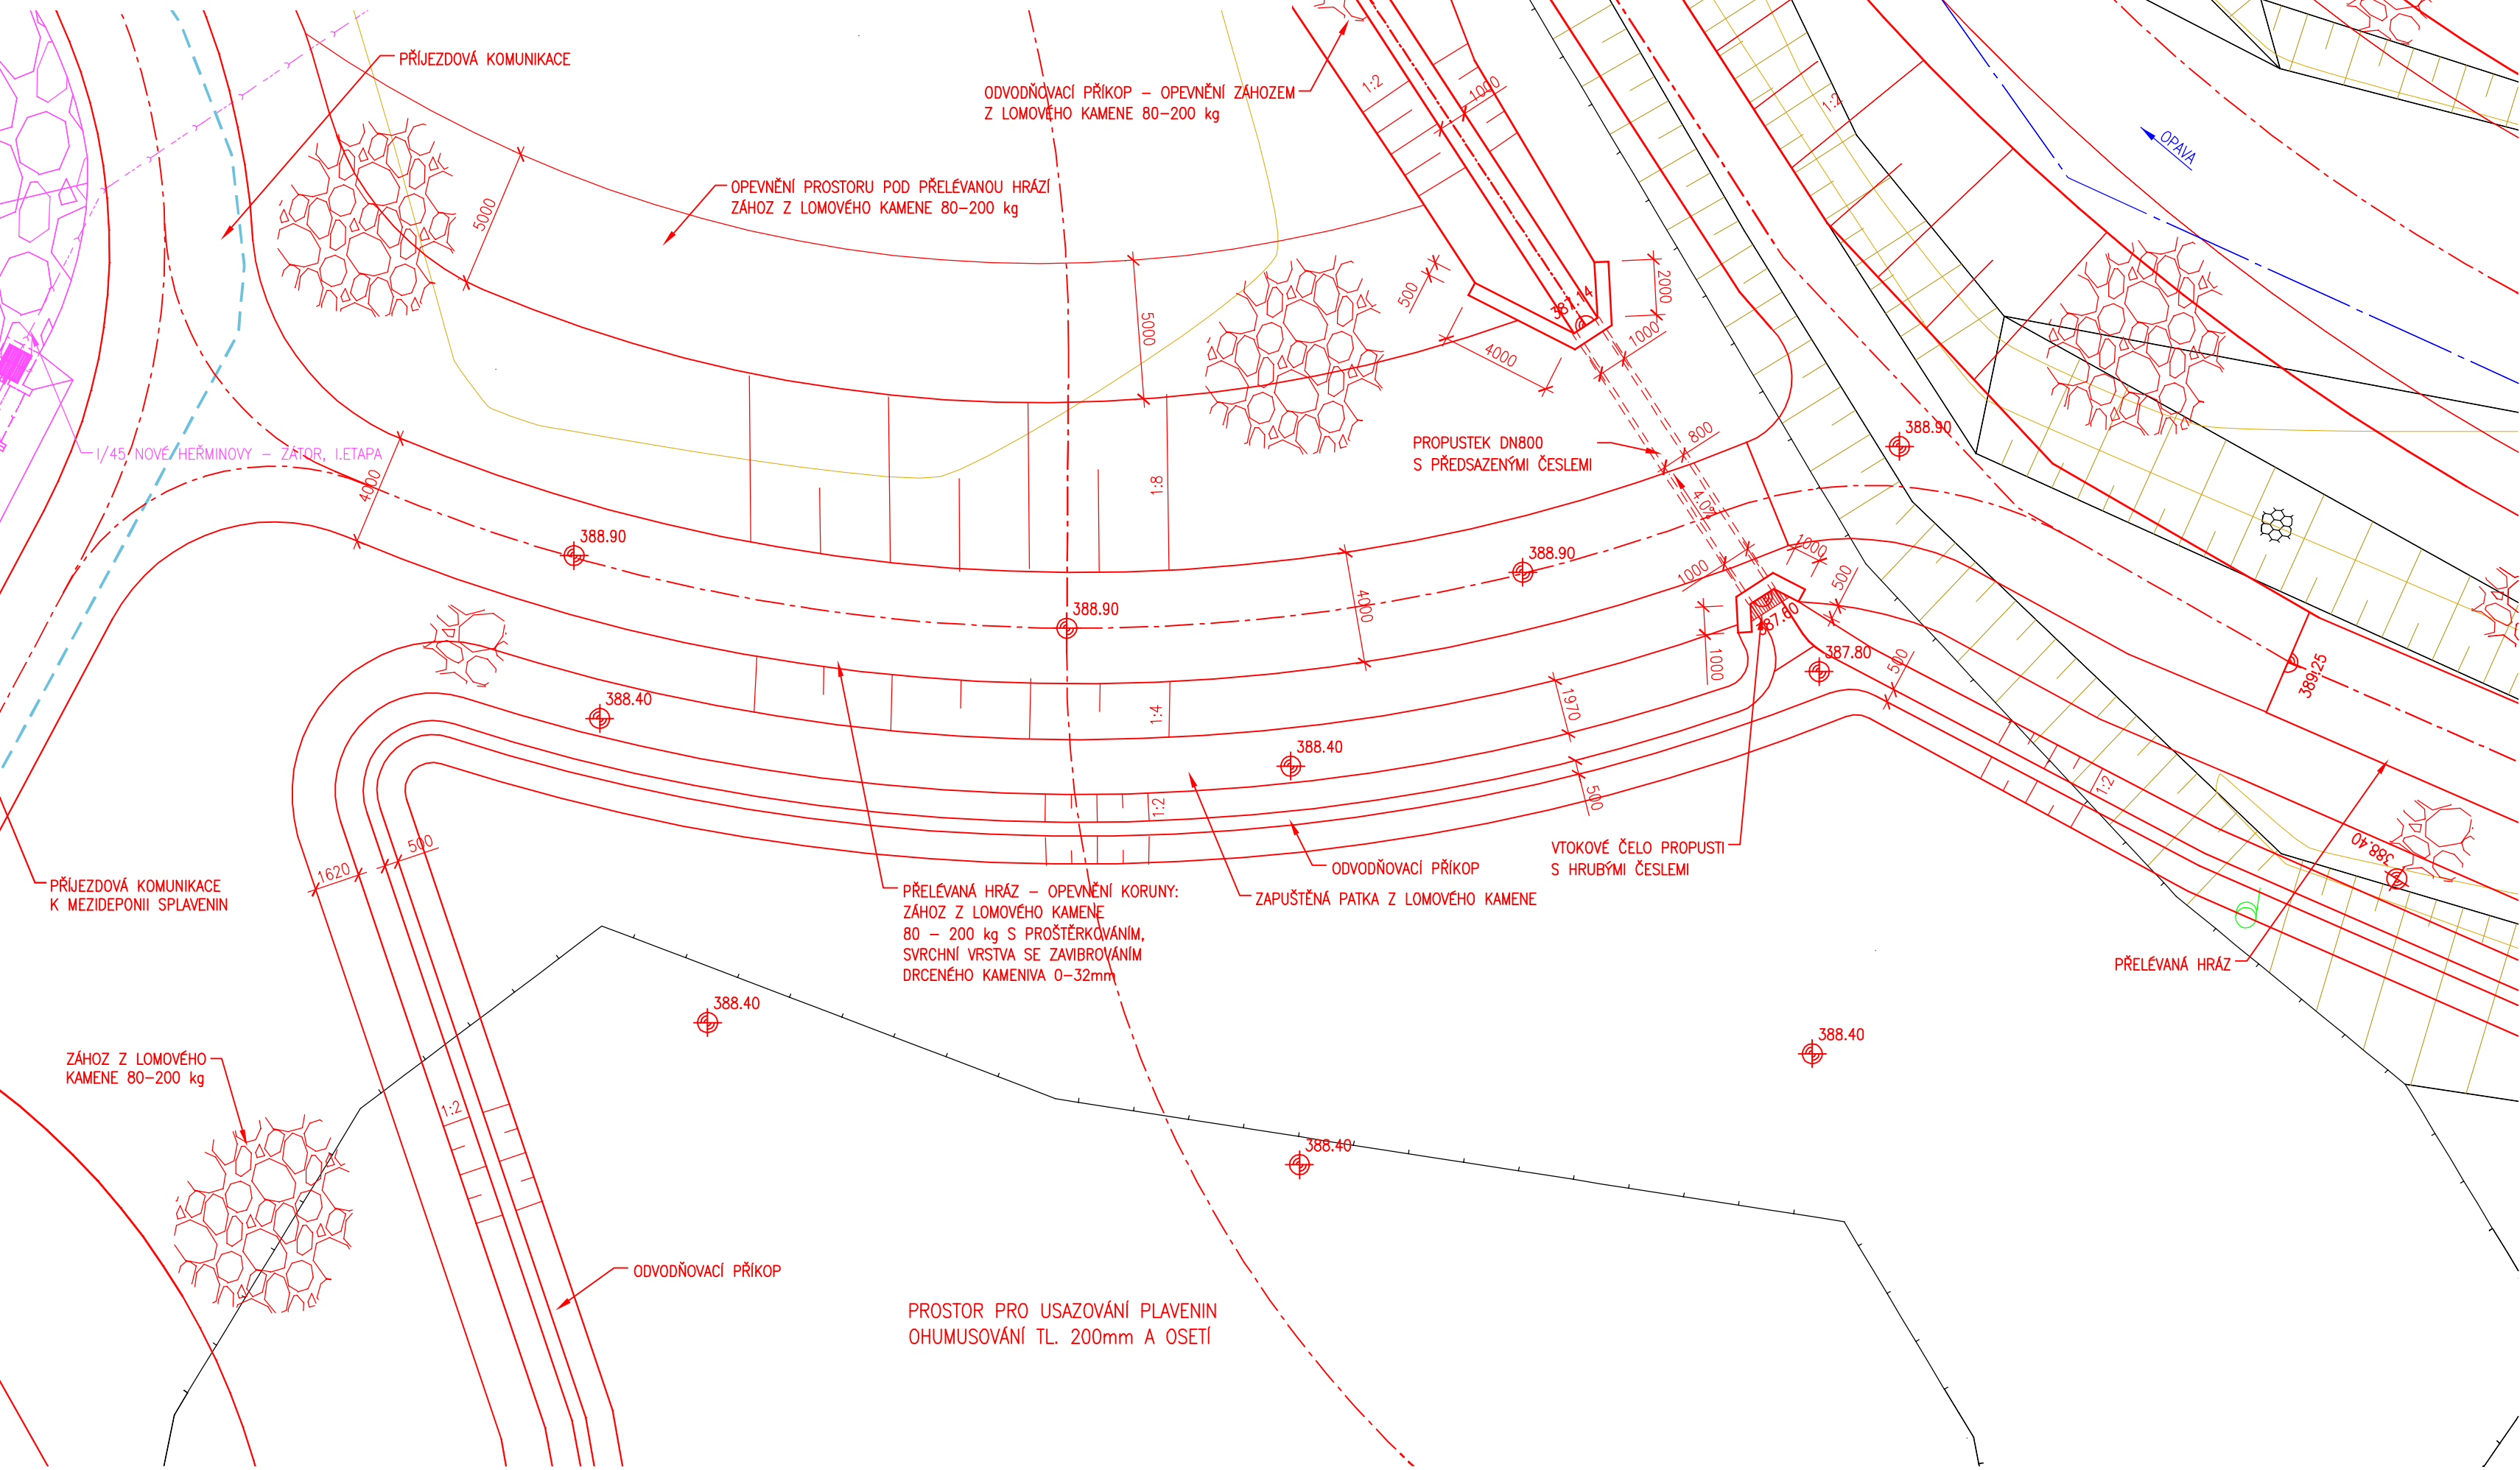 PŘÍJEZDOVÁ KOMUNIKACE
ODVODŇOVACÍ PŘÍKOP – OPEVNĚNÍ ZÁHOZEM
Z LOMOVÉHO KAMENE 80–200 kg
1:2
1000
1:2
OPAVA
OPEVNĚNÍ PROSTORU POD PŘELÉVANOU HRÁZÍ
ZÁHOZ Z LOMOVÉHO KAMENE 80–200 kg
5000
5000
500
387.14
2000
1000
4000
I/45 NOVÉ HEŘMINOVY – ZÁTOR, I.ETAPA
4000
1:8
PROPUSTEK DN800
S PŘEDSAZENÝMI ČESLEMI
800
4.0%
388.90
388.90
388.90
388.90
4000
1000
1000
500
387.60
387.80
1000
500
389.25
388.40
1:4
1970
388.40
1:2
500
1:2
388.40
1620
500
PŘÍJEZDOVÁ KOMUNIKACE
K MEZIDEPONII SPLAVENIN
PŘELÉVANÁ HRÁZ – OPEVNĚNÍ KORUNY:
ZÁHOZ Z LOMOVÉHO KAMENE
80 – 200 kg S PROŠTĚRKOVÁNÍM,
SVRCHNÍ VRSTVA SE ZAVIBROVÁNÍM
DRCENÉHO KAMENIVA 0–32mm
ODVODŇOVACÍ PŘÍKOP
ZAPUŠTĚNÁ PATKA Z LOMOVÉHO KAMENE
VTOKOVÉ ČELO PROPUSTI
S HRUBÝMI ČESLEMI
PŘELÉVANÁ HRÁZ
388.40
388.40
388.40
ZÁHOZ Z LOMOVÉHO
KAMENE 80–200 kg
1:2
ODVODŇOVACÍ PŘÍKOP
PROSTOR PRO USAZOVÁNÍ PLAVENIN
OHUMUSOVÁNÍ TL. 200mm A OSETÍ